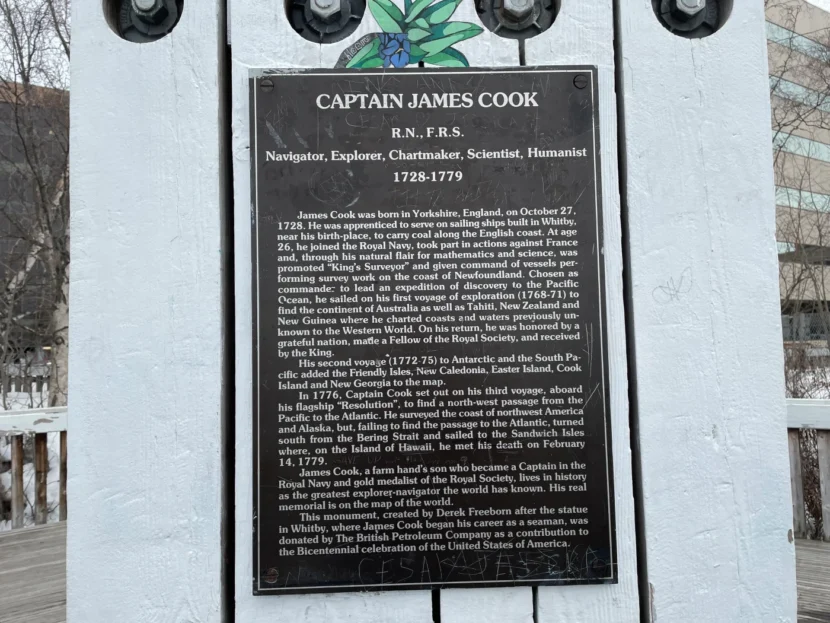 CAPTAIN JAMES COOK
R.N., F.R.S.
Navigator, Explorer, Chartmaker, Scientist, Humanist
1728-1779
James Cook was born in Yorkshire, England, on October 27,
1728. He was apprenticed to serve on sailing ships built in Whitby,
near his birth-place, to carry coal along the English coast. At age
26, he joined the Royal Navy, took part in actions against France
and, through his natural flair for mathematics and science, was
promoted "King's Surveyor" and given command of vessels per-
forming survey work on the coast of Newfoundland. Chosen as
commander to lead an expedition of discovery to the Pacific
Ocean, he sailed on his first voyage of exploration (1768-71) to
find the continent of Australia as well as Tahiti, New Zealand and
New Guinea where he charted coasts and waters previously un-
known to the Western World. On his return, he was honored by a
grateful nation, made a Fellow of the Royal Society, and received
by the King.
His second voyage (1772-75) to Antarctic and the South Pa-
cific added the Friendly Isles, New Caledonia, Easter Island, Cook
Island and New Georgia to the map.
In 1776, Captain Cook set out on his third voyage, aboard
his flagship "Resolution", to find a north-west passage from the
Pacific to the Atlantic. He surveyed the coast of northwest America
and Alaska, but, failing to find the passage to the Atlantic, turned
south from the Bering Strait and sailed to the Sandwich Isles
where, on the Island of Hawaii, he met his death on February
14, 1779.
James Cook, a farm hand's son who became a Captain in the
Royal Navy and gold medalist of the Royal Society, lives in history
as the greatest explorer-navigator the world has known. His real
memorial is on the map of the world.
This monument, created by Derek Freeborn after the statue
in Whitby, where James Cook began his career as a seaman, was
donated by The British Petroleum Company as a contribution to
the Bicentennial celebration of the United States of America.